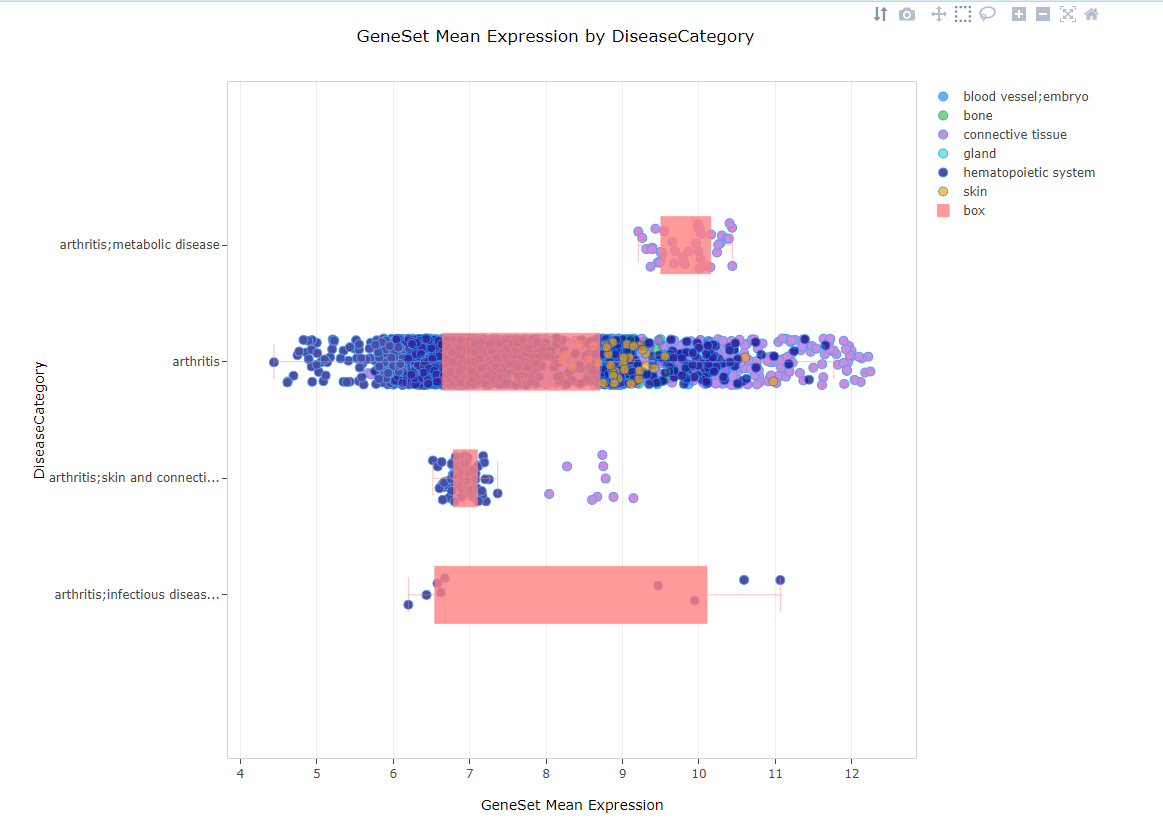 GeneSet Mean Expression by DiseaseCategory
blood vessel;embryo
bone
connective tissue
gland
hematopoietic system
skin
box
DiseaseCategory
arthritis;metabolic disease
arthritis
arthritis;skin and connecti...
arthritis;infectious diseas...
4 5 6 7 8 9 10 11 12
GeneSet Mean Expression